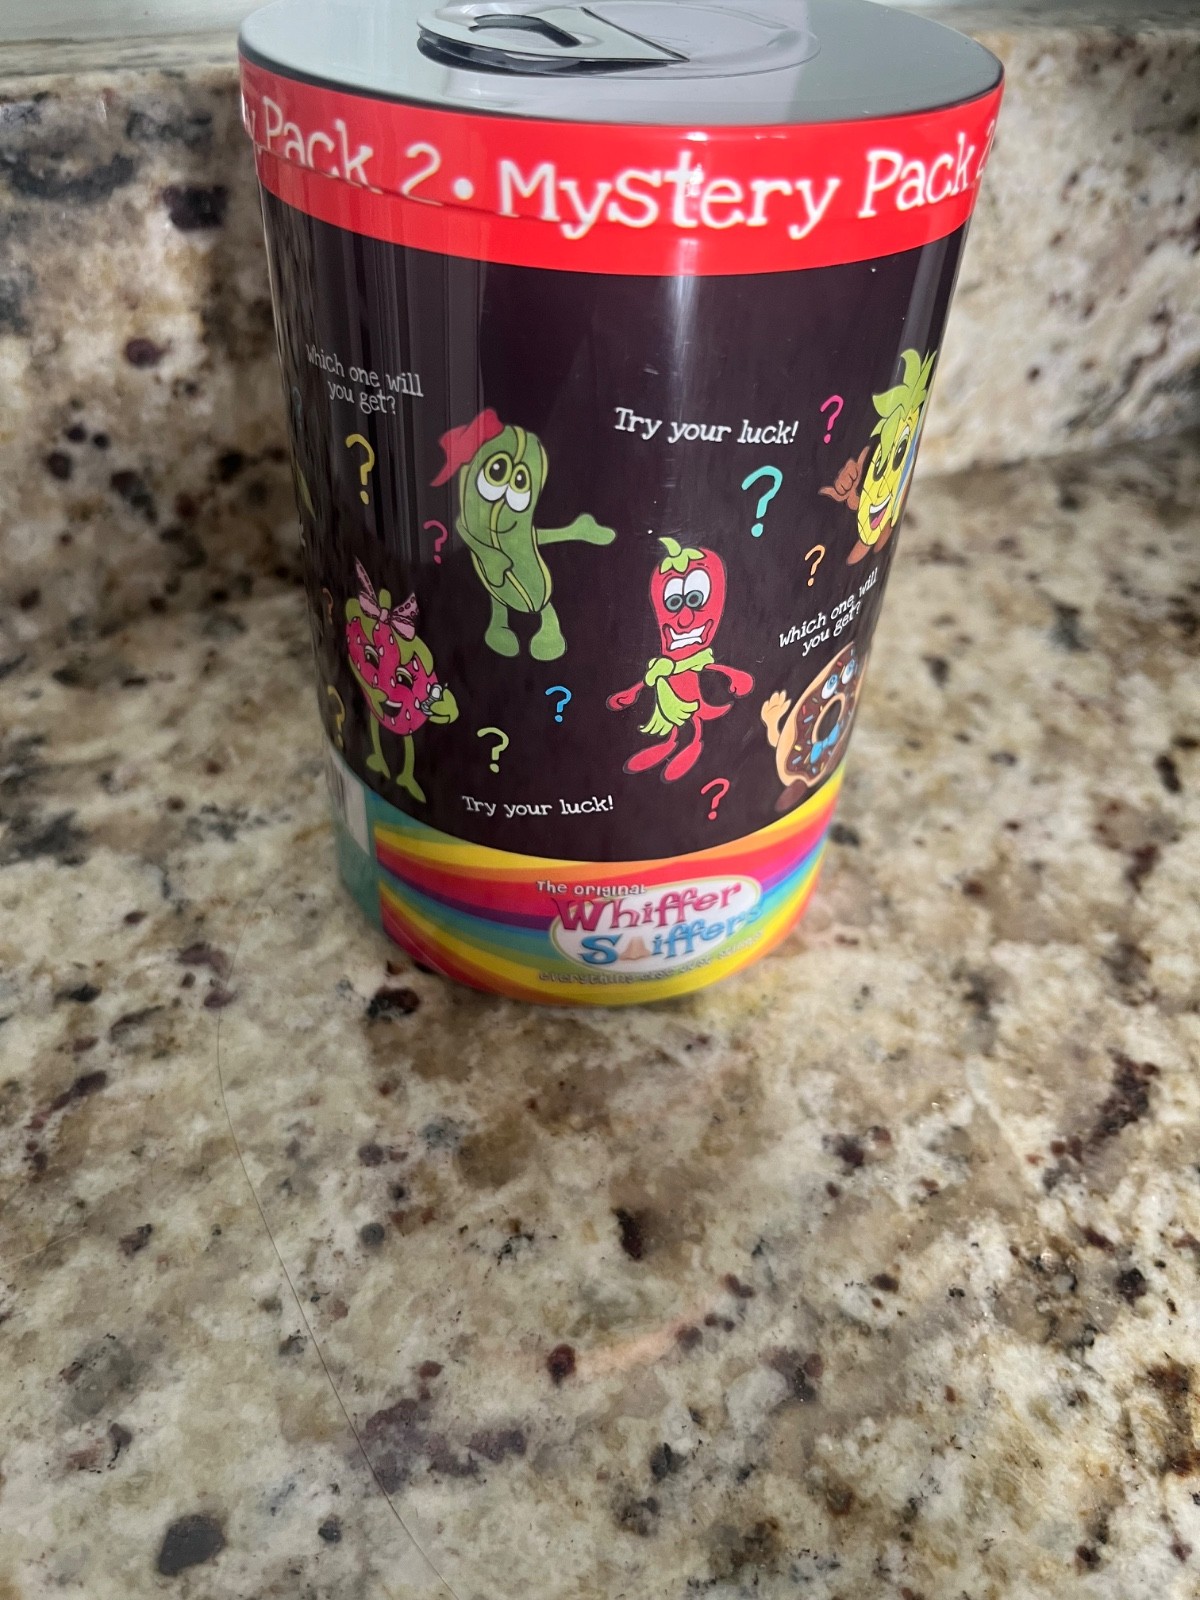 Pack 2 • Mystery Pack 2
Which one will
you get?
Try your luck!
Which one will
you get?
Try your luck!
The original
Whiffer
Sniffers